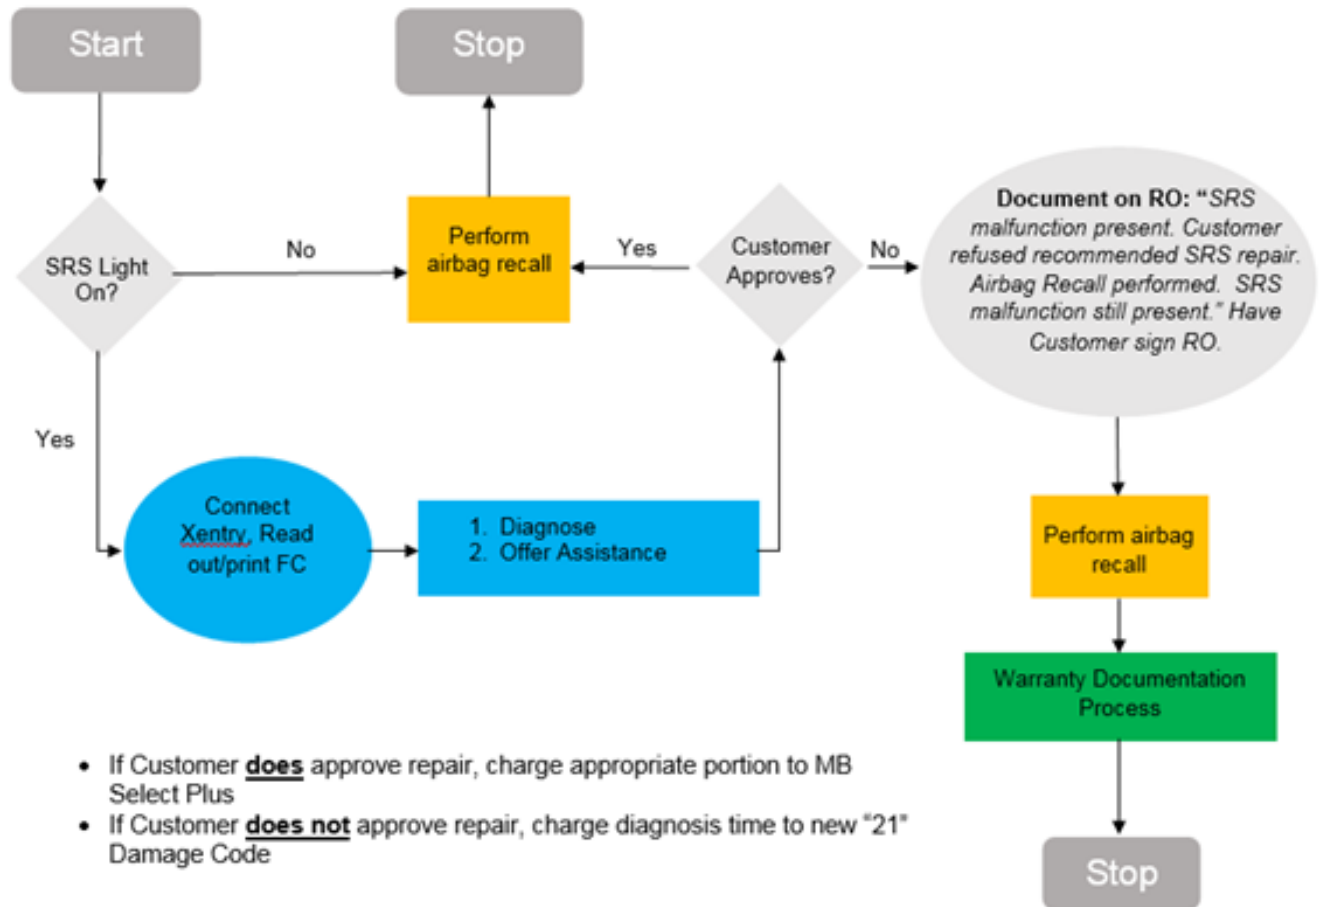 Start
Stop
SRS Light
On?
No
Perform
airbag recall
Yes
Customer
Approves?
No
Document on RO: “SRS
malfunction present. Customer
refused recommended SRS repair.
Airbag Recall performed.  SRS
malfunction still present.” Have
Customer sign RO.
Yes
Connect
Xentry, Read
out/print FC
1. Diagnose
2. Offer Assistance
Perform airbag
recall
Warranty Documentation
Process
• If Customer does approve repair, charge appropriate portion to MB
Select Plus
• If Customer does not approve repair, charge diagnosis time to new “21”
Damage Code
Stop